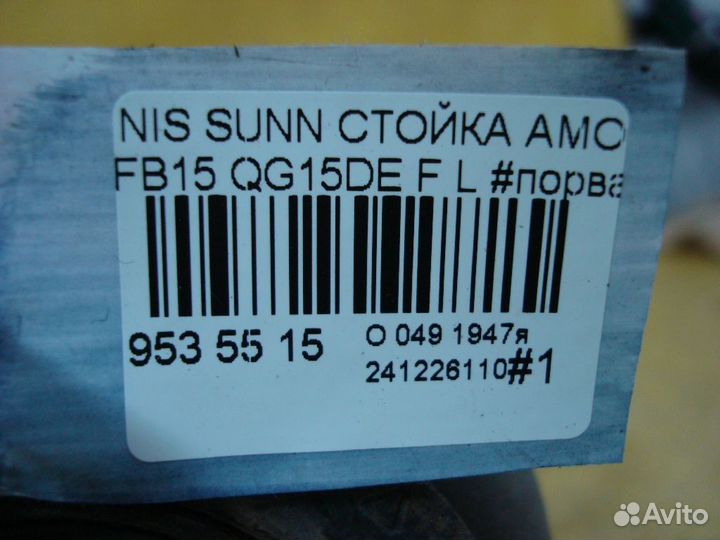 NIS SUNN СТОЙКА АМО
FB15 QG15DE F L #порва
953 55 15
O 049 1947я
241226110#1
Avito